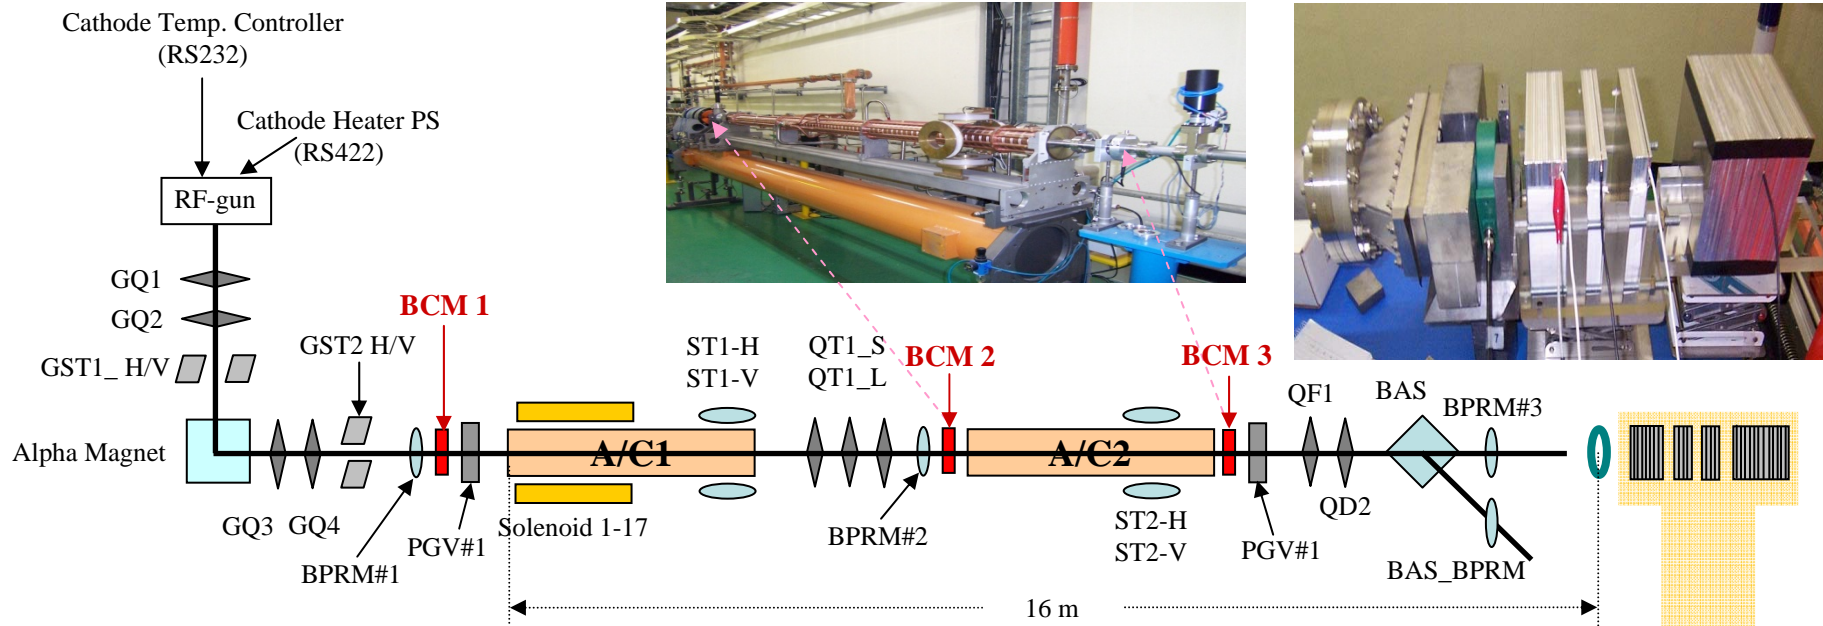 Cathode Temp. Controller
(RS232)
Cathode Heater PS
(RS422)
RF-gun
GQ1
GQ2
GST1_ H/V
GST2 H/V
BCM 1
ST1-H
ST1-V
QT1_S
QT1_L
BCM 2
BCM 3
QF1
BAS
BPRM#3
Alpha Magnet
A/C1
A/C2
GQ3
GQ4
BPRM#1
PGV#1
Solenoid 1-17
BPRM#2
ST2-H
ST2-V
PGV#1
QD2
BAS_BPRM
16 m